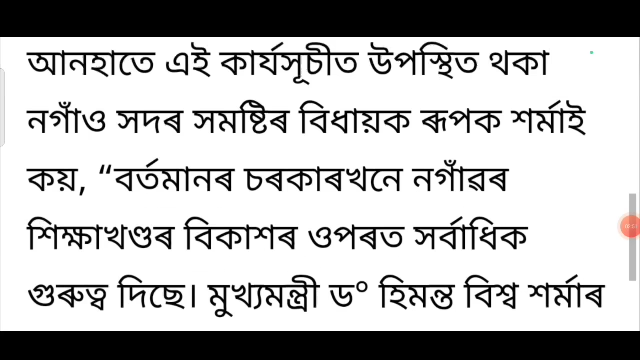 আনহাতে এই কাৰ্যসূচীত উপস্থিত থকা
নগাঁও সদৰ সমষ্টিৰ বিধায়ক ৰূপক শৰ্মাই
কয়, “বৰ্তমানৰ চৰকাৰখনে নগাঁৱৰ
শিক্ষাখণ্ডৰ বিকাশৰ ওপৰত সৰ্বাধিক
গুৰুত্ব দিছে। মুখ্যমন্ত্ৰী ড° হিমন্ত বিশ্ব শৰ্মাৰ